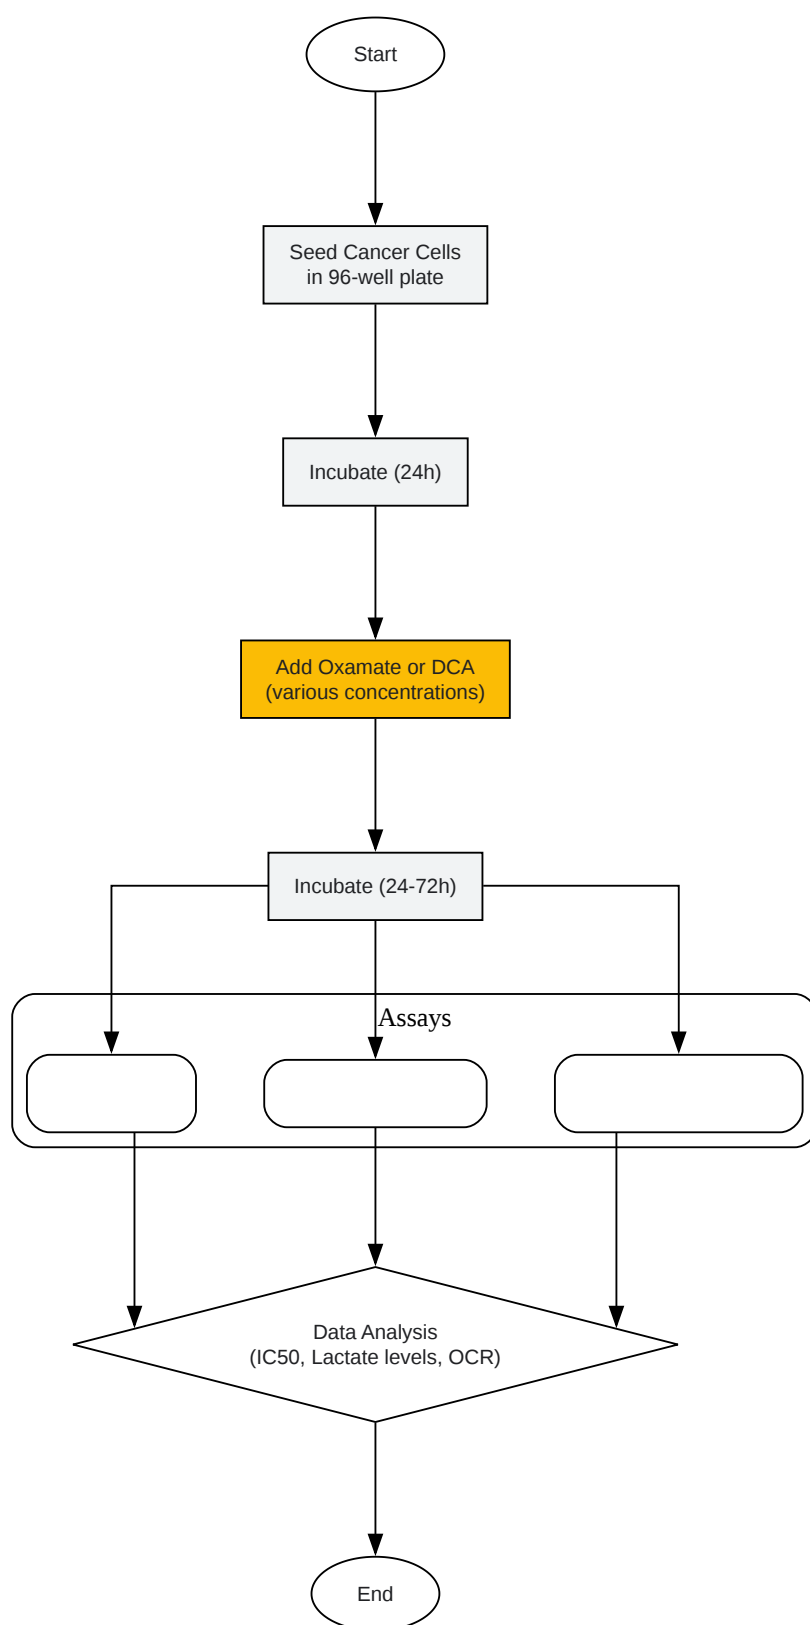 Start
Seed Cancer Cells
in 96-well plate
Incubate (24h)
Add Oxamate or DCA
(various concentrations)
Incubate (24-72h)
Assays
Data Analysis
(IC50, Lactate levels, OCR)
End